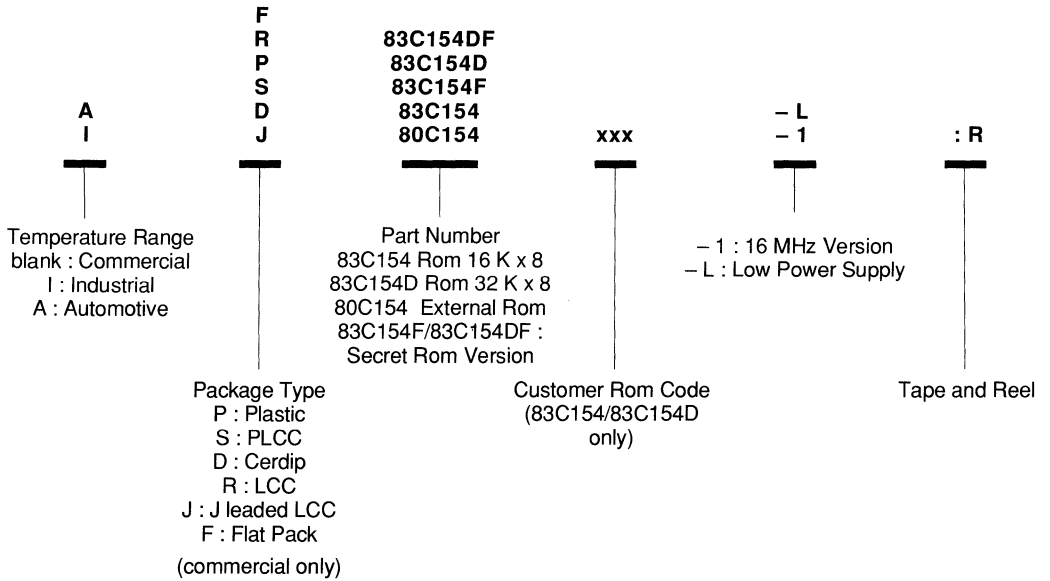 F
R
P
S
D
J
A
I
83C154DF
83C154D
83C154F
83C154
80C154
xxx
– L
– 1
: R
Temperature Range
blank : Commercial
I : Industrial
A : Automotive
Package Type
P : Plastic
S : PLCC
D : Cerdip
R : LCC
J : J leaded LCC
F : Flat Pack
(commercial only)
Part Number
83C154 Rom 16 K x 8
83C154D Rom 32 K x 8
80C154 External Rom
83C154F/83C154DF :
Secret Rom Version
Customer Rom Code
(83C154/83C154D
only)
– 1 : 16 MHz Version
– L : Low Power Supply
Tape and Reel